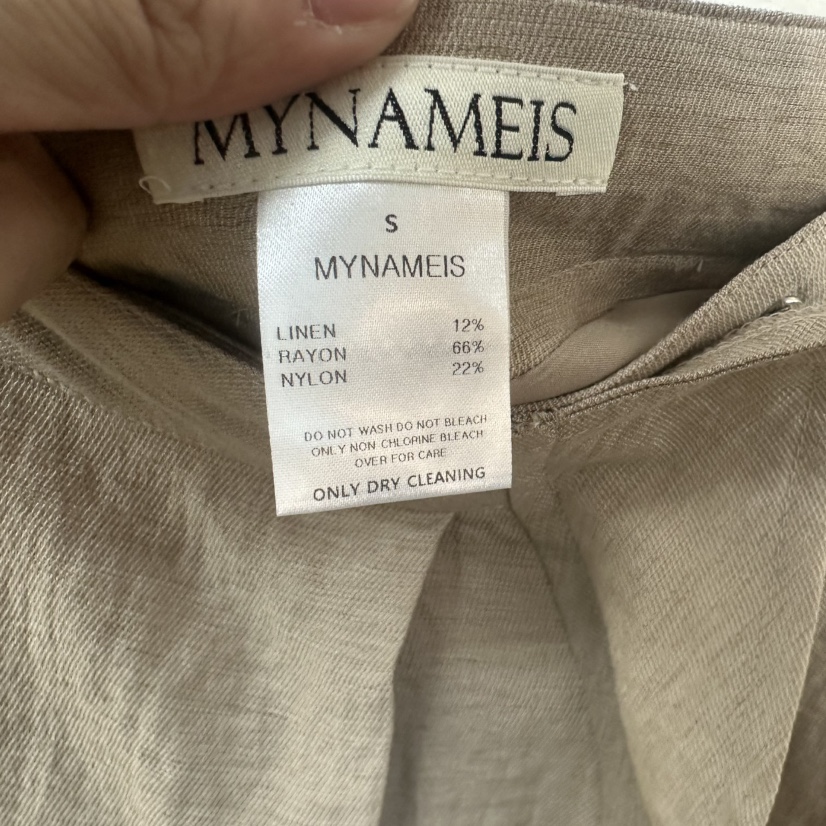 MYNAMEIS
S
MYNAMEIS
LINEN 12%
RAYON 66%
NYLON 22%
DO NOT WASH DO NOT BLEACH
ONLY NON CHLORINE BLEACH
OVER FOR CARE
ONLY DRY CLEANING